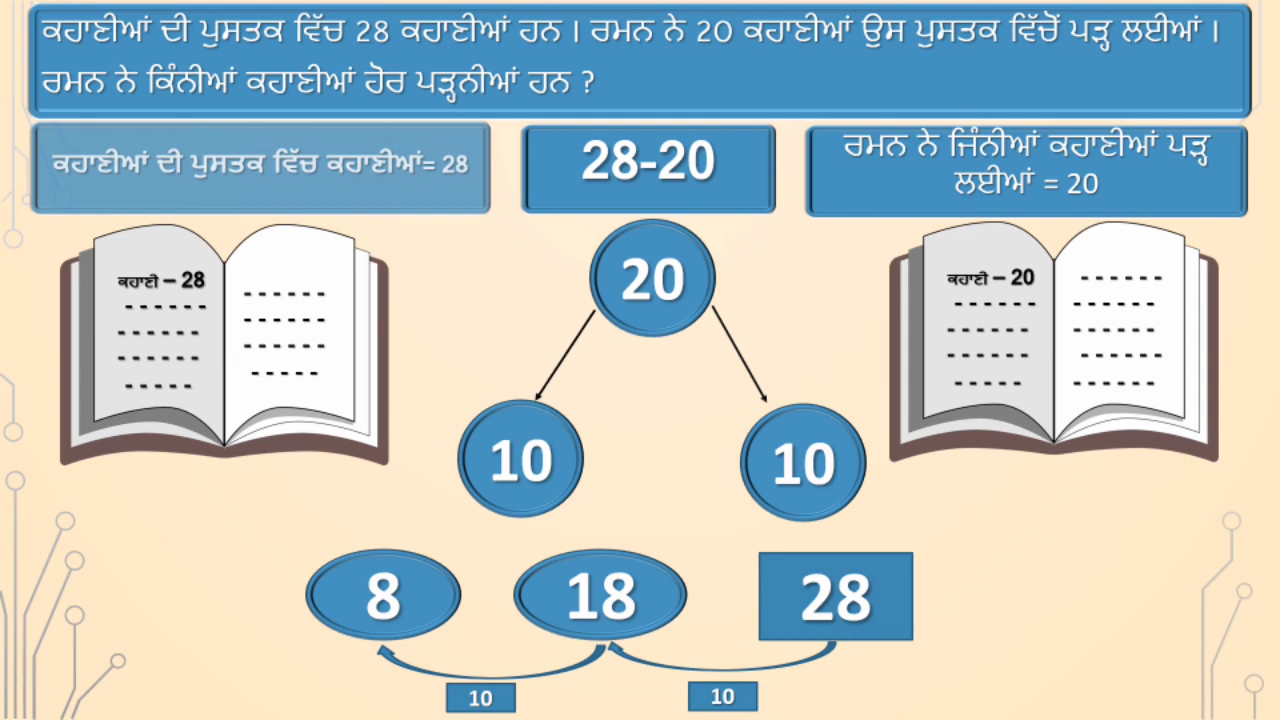 ਕਹਾਣੀਆਂ ਦੀ ਪੁਸਤਕ ਵਿੱਚ 28 ਕਹਾਣੀਆਂ ਹਨ । ਰਮਨ ਨੇ 20 ਕਹਾਣੀਆਂ ਉਸ ਪੁਸਤਕ ਵਿੱਚੋਂ ਪੜ੍ਹ ਲਈਆਂ ।
ਰਮਨ ਨੇ ਕਿੰਨੀਆਂ ਕਹਾਣੀਆਂ ਹੋਰ ਪੜ੍ਹਨੀਆਂ ਹਨ ?
ਕਹਾਣੀਆਂ ਦੀ ਪੁਸਤਕ ਵਿੱਚ ਕਹਾਣੀਆਂ= 28
28-20
ਰਮਨ ਨੇ ਜਿੰਨੀਆਂ ਕਹਾਣੀਆਂ ਪੜ੍ਹ
ਲਈਆਂ = 20
ਕਹਾਣੀ – 28
20
ਕਹਾਣੀ – 20
10
10
8
18
28
10
10